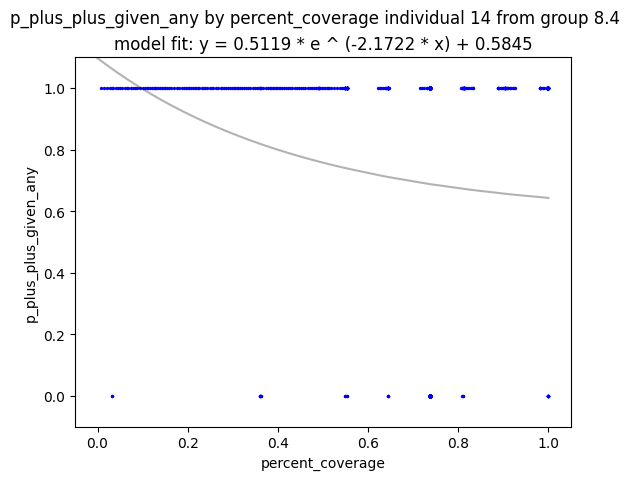 p_plus_plus_given_any by percent_coverage individual 14 from group 8.4
model fit: y = 0.5119 * e ^ (-2.1722 * x) + 0.5845
1.0
0.8
0.6
0.4
0.2
0.0
p_plus_plus_given_any
0.0 0.2 0.4 0.6 0.8 1.0
percent_coverage